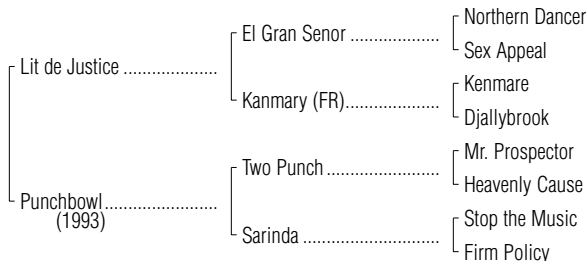 Northern Dancer
El Gran Senor ....................
Sex Appeal
Lit de Justice .....................
Kenmare
Kanmary (FR).....................
Djallybrook
Mr. Prospector
Two Punch .........................
Heavenly Cause
Punchbowl.........................
(1993)
Stop the Music
Sarinda ..............................
Firm Policy